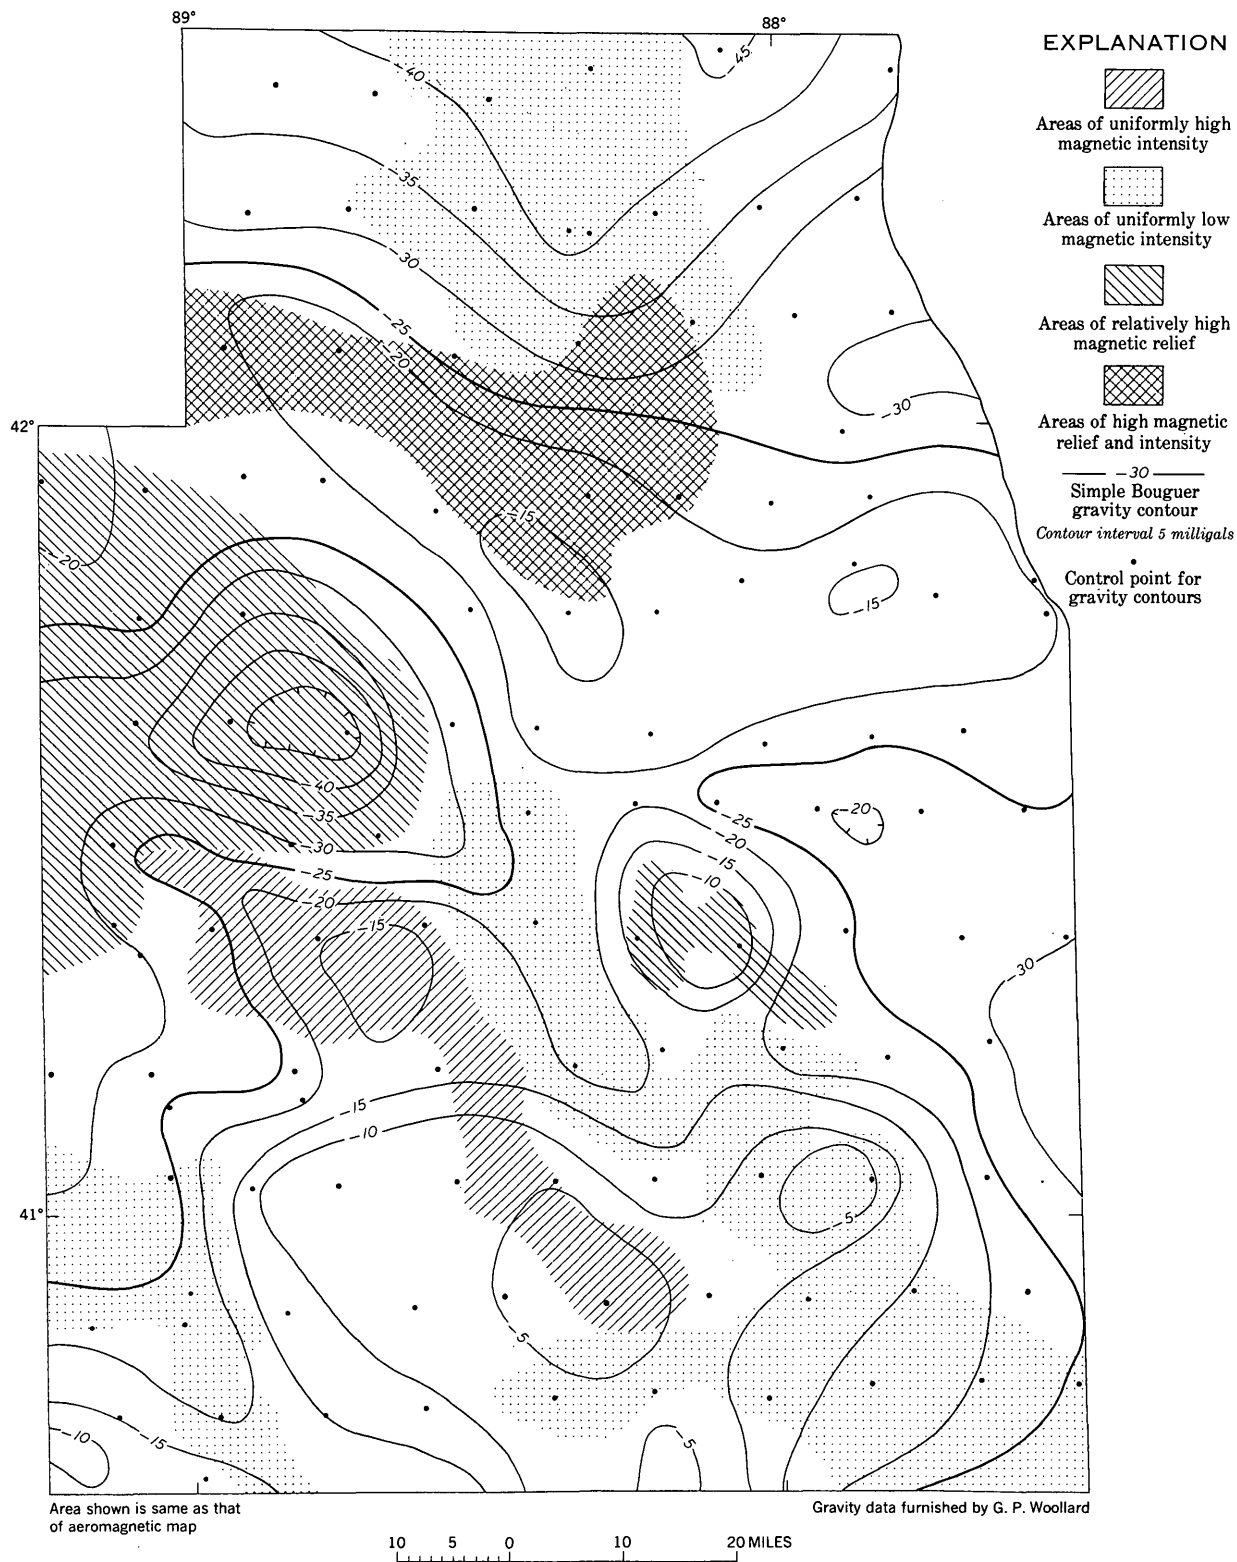 89°
88°
-45
-40
-35
-30
-25
-20
-30
42°
-15
-20
-15
-40
-35
-30
-25
-20
-15
-25
-20
-15
-10
-20
-30
-15
-10
41°
-5
-5
-5
-10
-15
EXPLANATION
Areas of uniformly high
magnetic intensity
Areas of uniformly low
magnetic intensity
Areas of relatively high
magnetic relief
Areas of high magnetic
relief and intensity
-30
Simple Bouguer
gravity contour
Contour interval 5 milligals
Control point for
gravity contours
Area shown is same as that
of aeromagnetic map
Gravity data furnished by G. P. Woollard
10 5 0 10 20 MILES